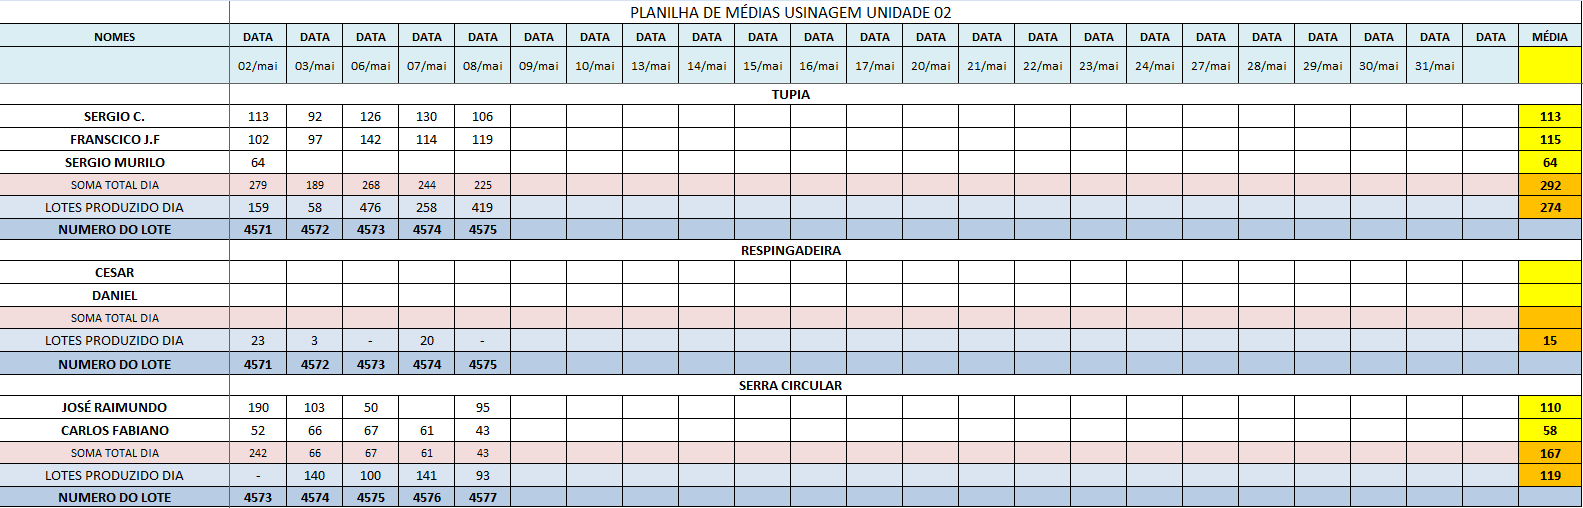 PLANILHA DE MÉDIAS USINAGEM UNIDADE 02
NOMES DATA DATA DATA DATA DATA DATA DATA DATA DATA DATA DATA DATA DATA DATA DATA DATA DATA DATA DATA DATA DATA DATA DATA MÉDIA
02/mai 03/mai 06/mai 07/mai 08/mai 09/mai 10/mai 13/mai 14/mai 15/mai 16/mai 17/mai 20/mai 21/mai 22/mai 23/mai 24/mai 27/mai 28/mai 29/mai 30/mai 31/mai
TUPIA
SERGIO C. 113 92 126 130 106 113
FRANSCICO J.F 102 97 142 114 119 115
SERGIO MURILO 64 64
SOMA TOTAL DIA 279 189 268 244 225 292
LOTES PRODUZIDO DIA 159 58 476 258 419 274
NUMERO DO LOTE 4571 4572 4573 4574 4575
RESPINGADEIRA
CESAR
DANIEL
SOMA TOTAL DIA
LOTES PRODUZIDO DIA 23 3 - 20 - 15
NUMERO DO LOTE 4571 4572 4573 4574 4575
SERRA CIRCULAR
JOSÉ RAIMUNDO 190 103 50 95 110
CARLOS FABIANO 52 66 67 61 43 58
SOMA TOTAL DIA 242 66 67 61 43 167
LOTES PRODUZIDO DIA - 140 100 141 93 119
NUMERO DO LOTE 4573 4574 4575 4576 4577